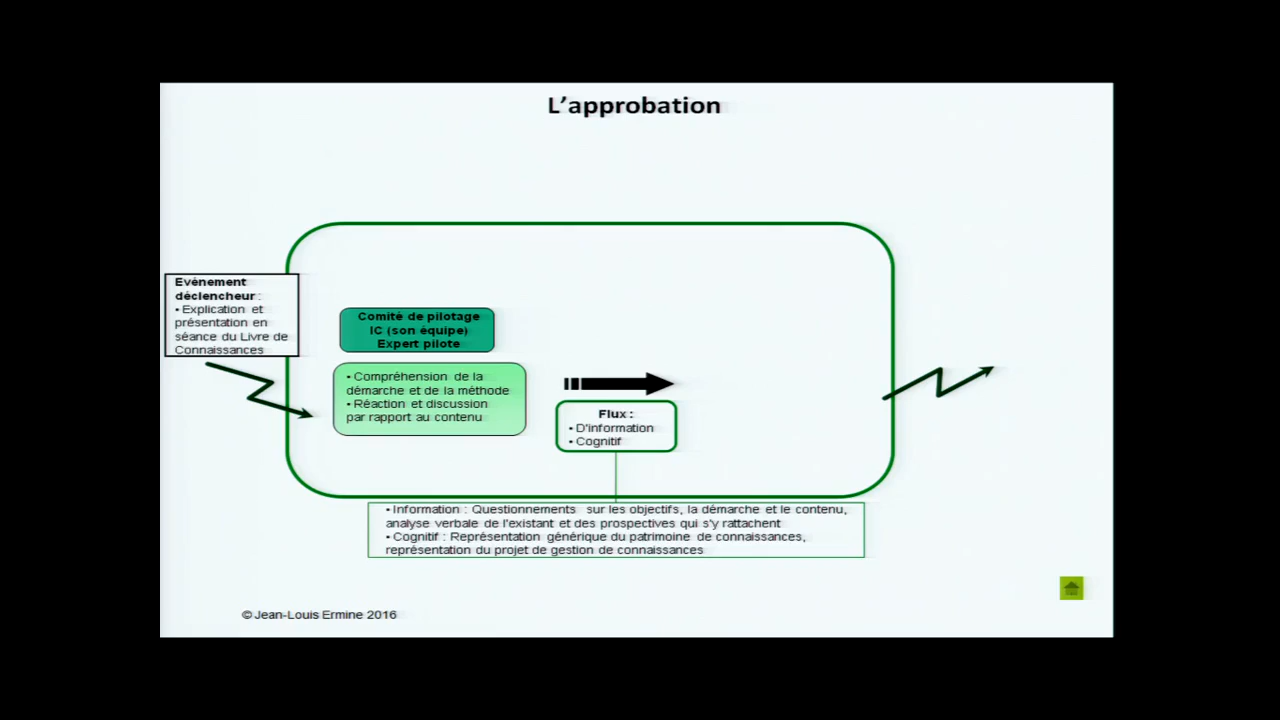 L'approbation
Evénement
déclencheur :
• Explication et
présentation en
séance du Livre de
Connaissances
Comité de pilotage
IC (son équipe)
Expert pilote
• Compréhension de la
démarche et de la méthode
• Réaction et discussion
par rapport au contenu
Flux :
• D'information
• Cognitif
• Information : Questionnements sur les objectifs, la démarche et le contenu,
analyse verbale de l'existant et des prospectives qui s'y rattachent
• Cognitif : Représentation générique du patrimoine de connaissances,
représentation du projet de gestion de connaissances
© Jean-Louis Ermine 2016